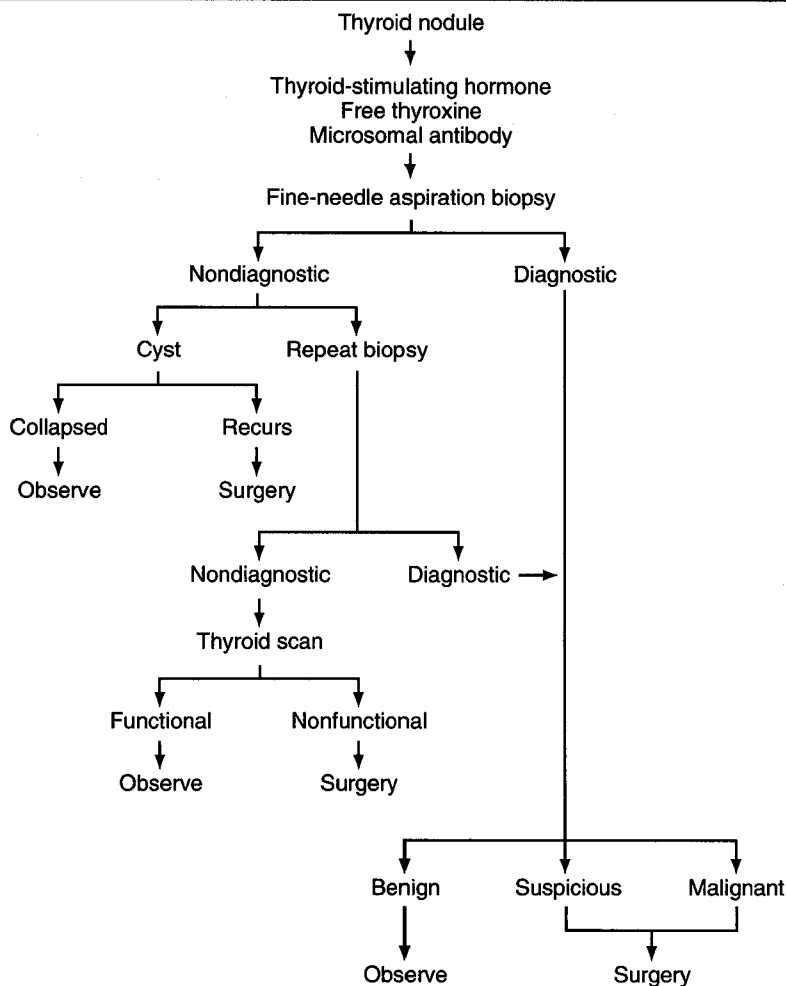 Thyroid nodule
Thyroid-stimulating hormone
Free thyroxine
Microsomal antibody
Fine-needle aspiration biopsy
Nondiagnostic
Diagnostic
Cyst
Repeat biopsy
Collapsed
Recurs
Observe
Surgery
Nondiagnostic
Diagnostic
Thyroid scan
Functional
Nonfunctional
Observe
Surgery
Benign
Suspicious
Malignant
Observe
Surgery